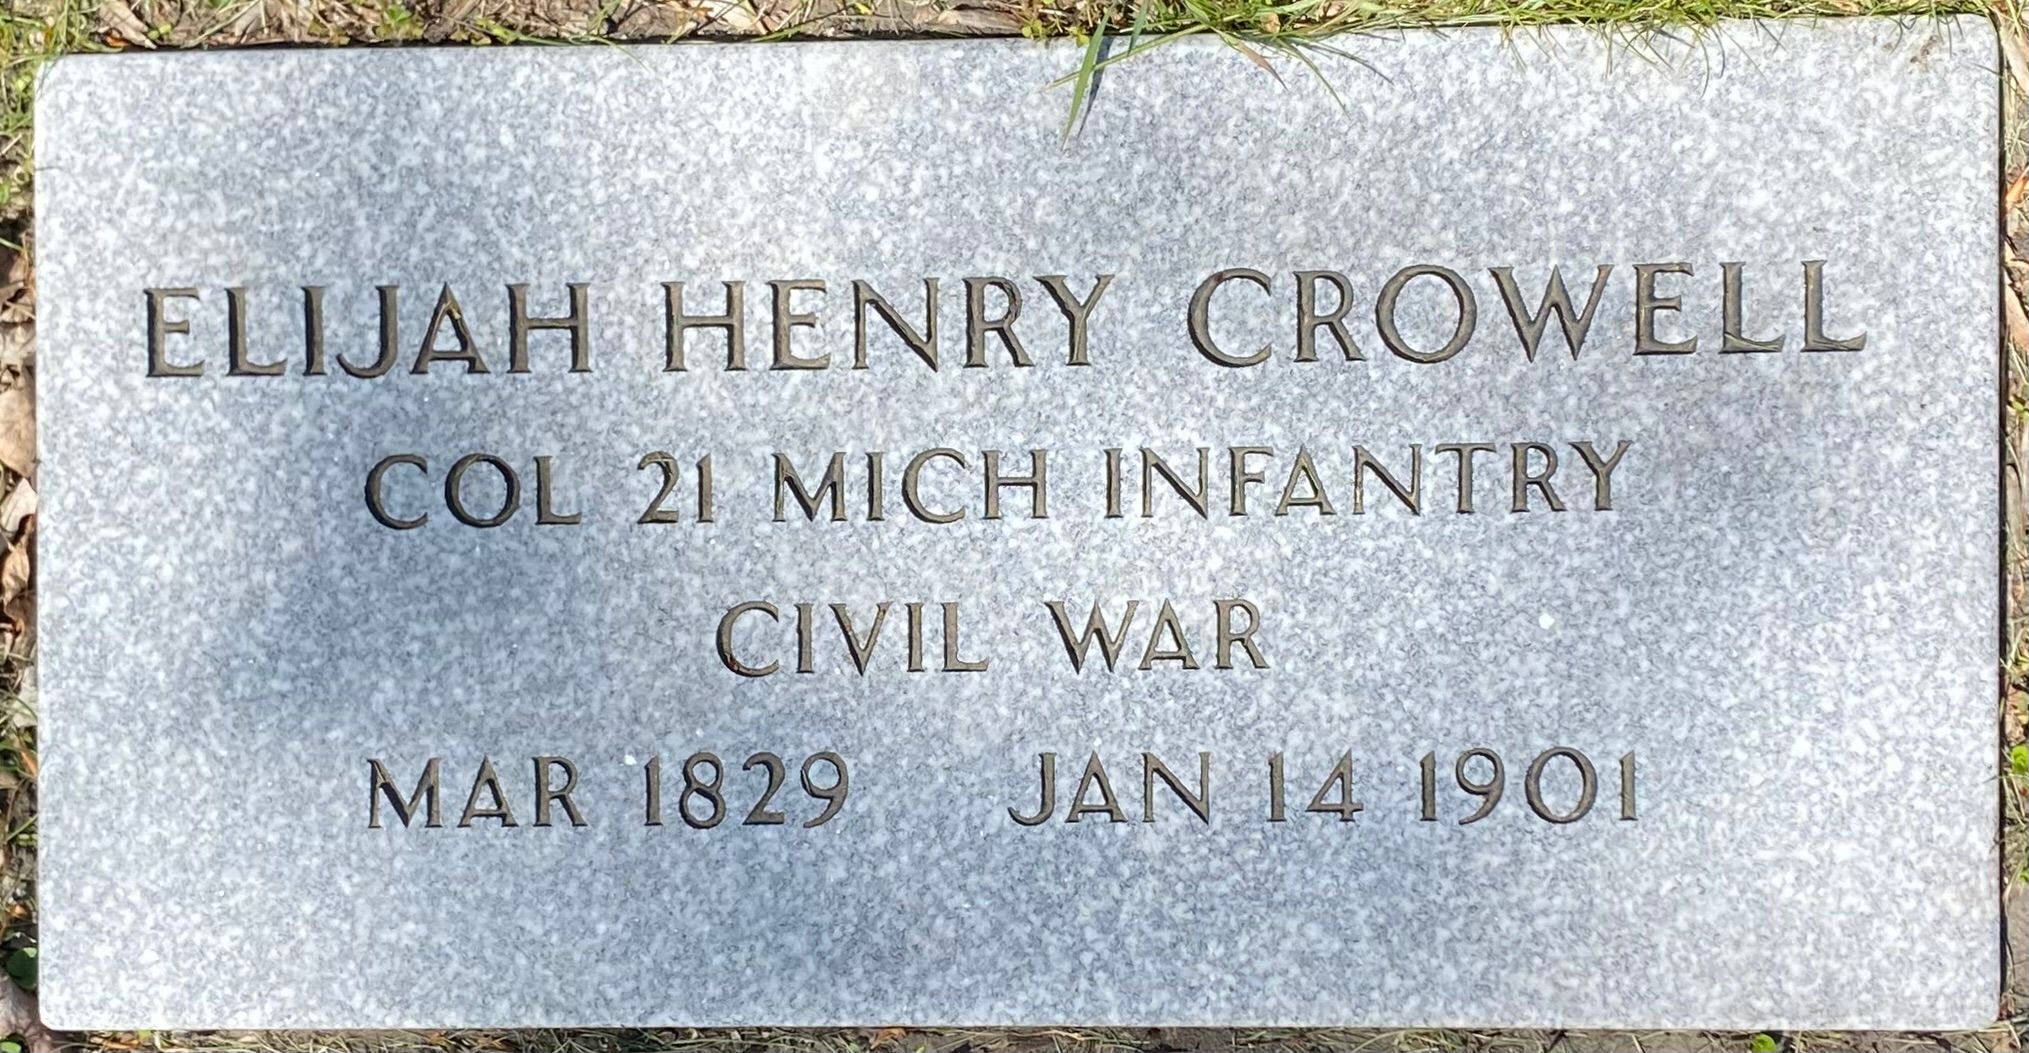 ELIJAH HENRY CROWELL
COL 21 MICH INFANTRY
CIVIL WAR
MAR 1829 JAN 14 1901